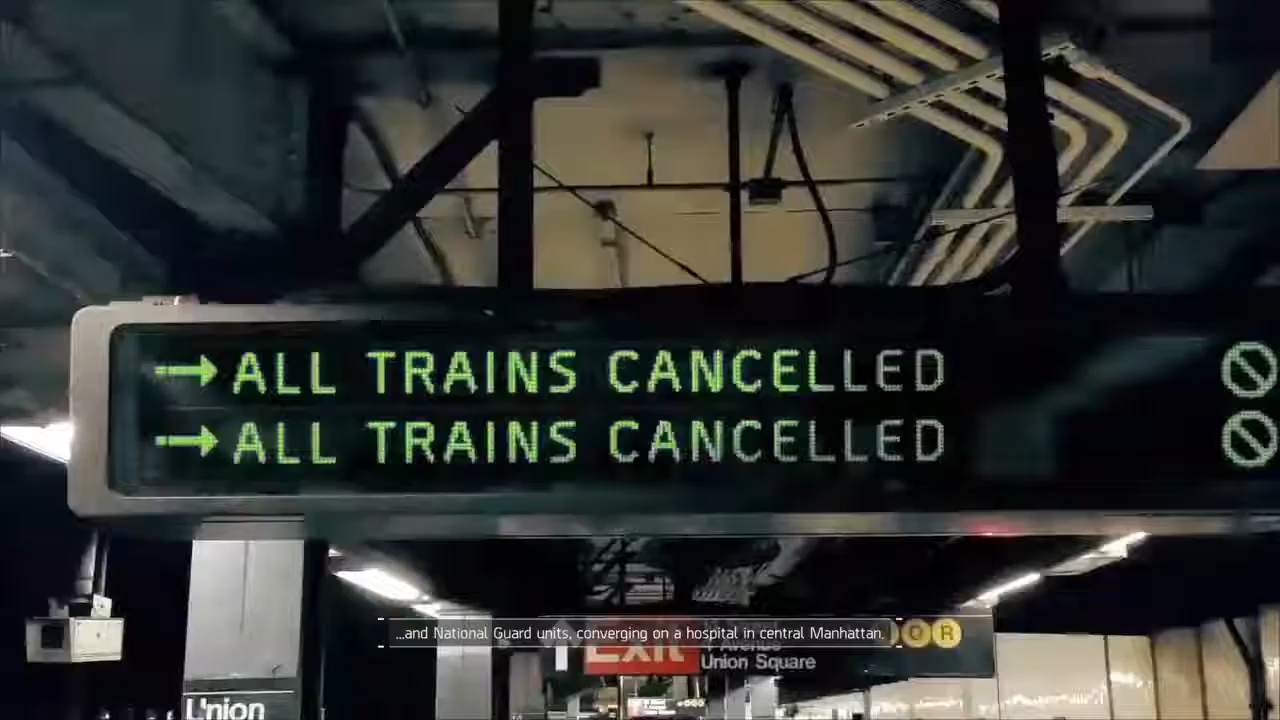 →ALL TRAINS CANCELLED
→ALL TRAINS CANCELLED
...and National Guard units, converging on a hospital in central Manhattan.
Exit
Union Square
Q R
Union